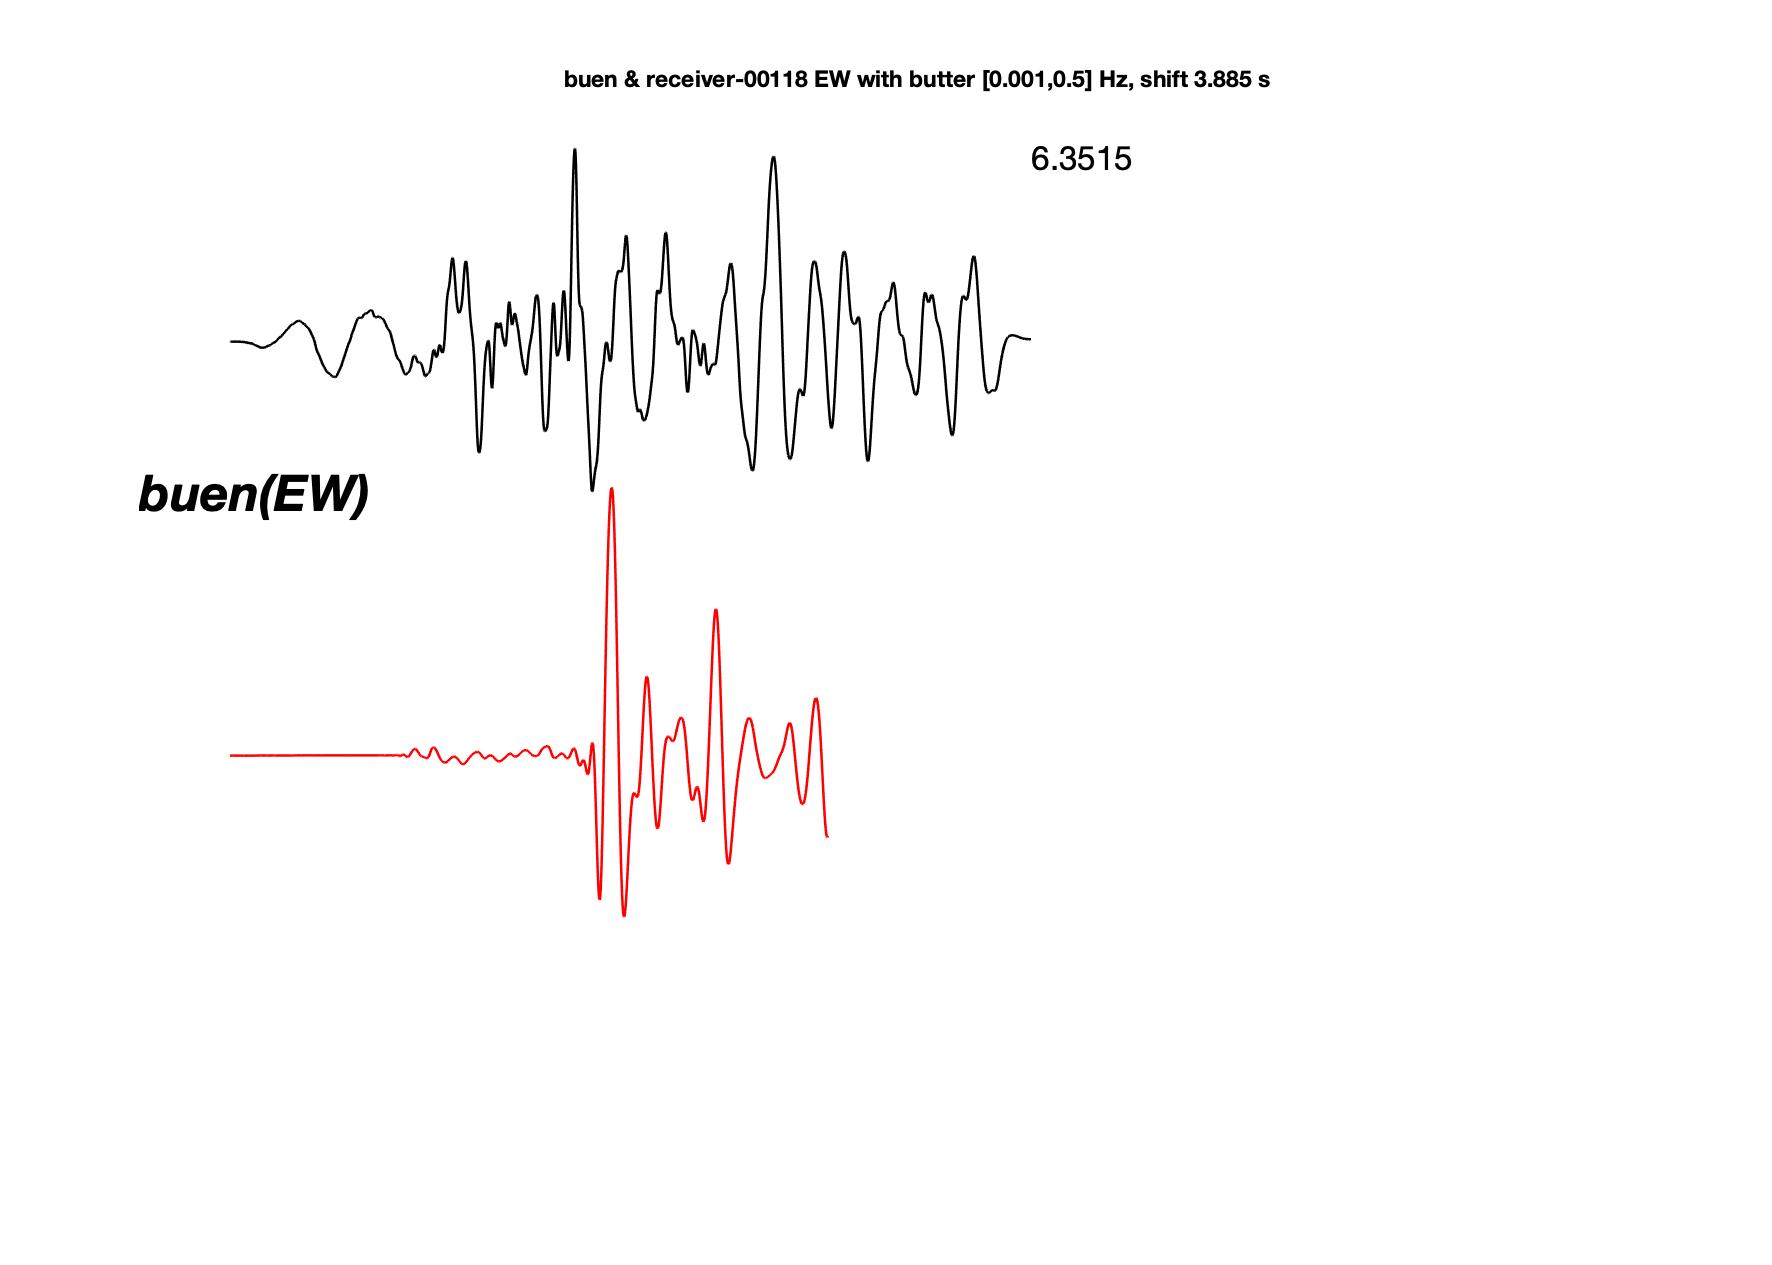 buen & receiver-00118 EW with butter [0.001,0.5] Hz, shift 3.885 s
6.3515
buen(EW)